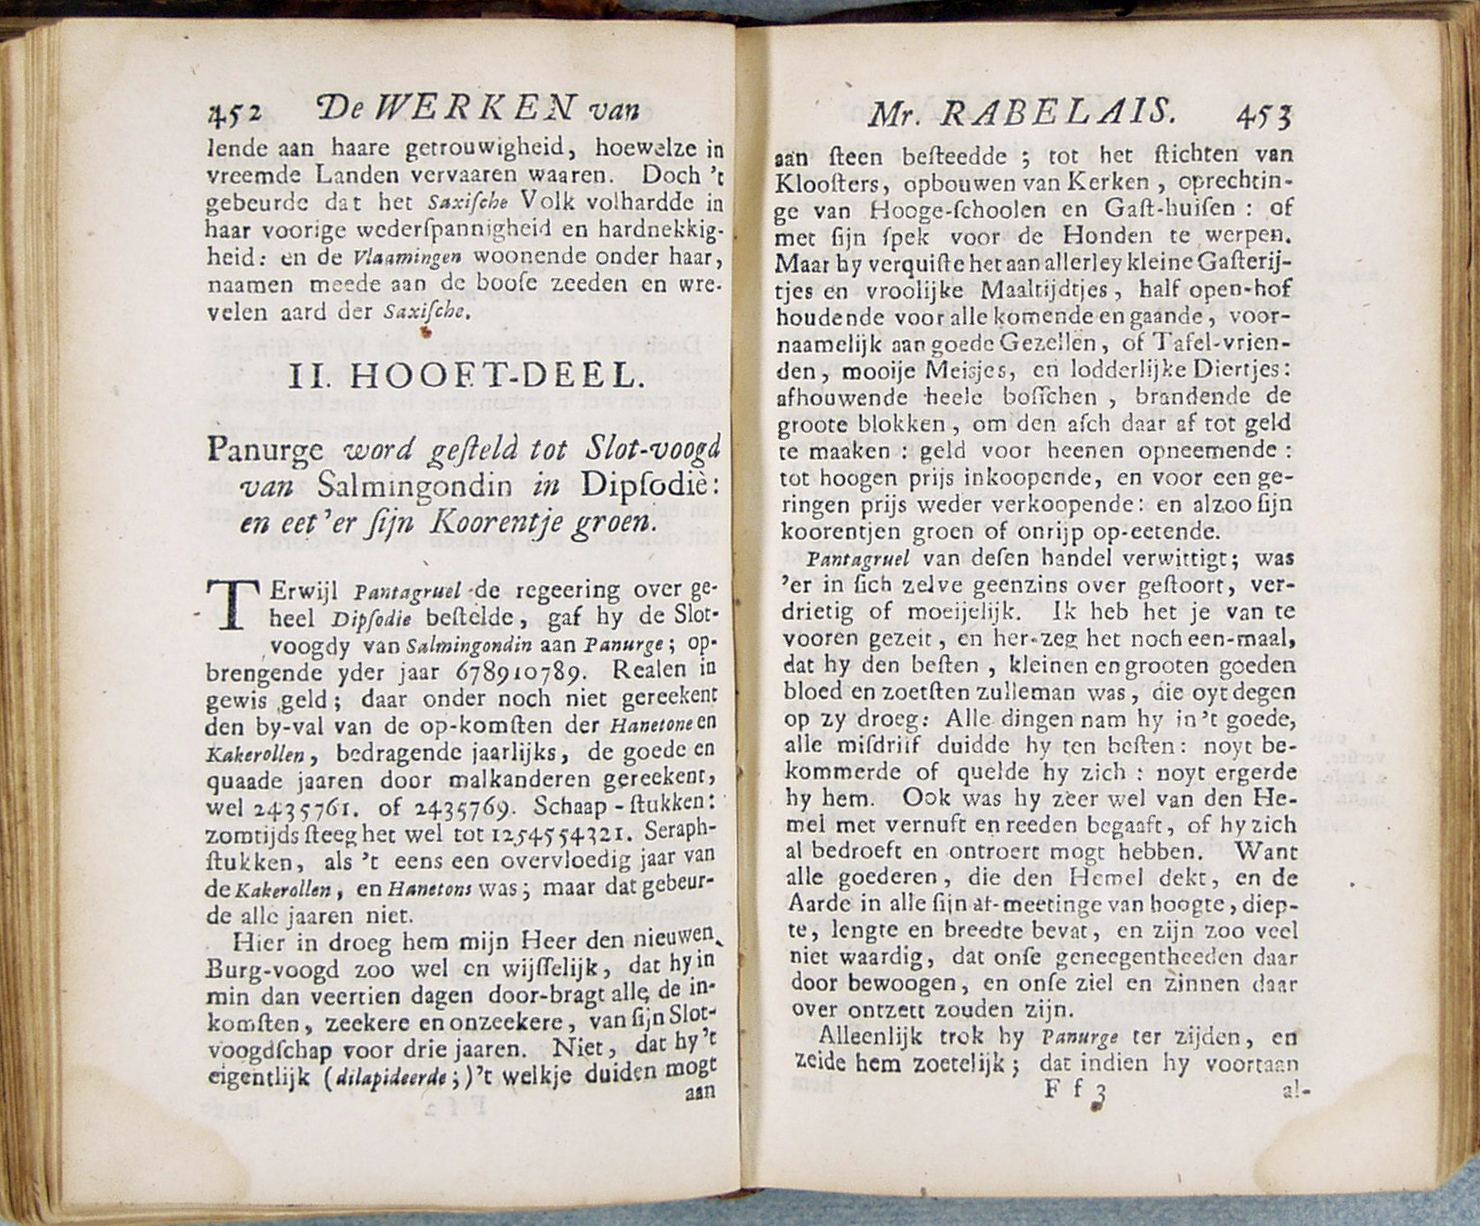 452 De WERKEN van
lende aan haare getrouwigheid, hoewelze in
vreemde Landen vervaaren waaren. Doch 't
gebeurde dat het Saxiſche Volk volhardde in
haar voorige wederſpannigheid en hardnekkig-
heid: en de Vlaamingen woonende onder haar,
naamen meede aan de booſe zeeden en wre-
velen aard der Saxiſche.
II. HOOFT-DEEL.
Panurge word geſteld tot Slot-voogd
van Salmingondin in Dipſodiè:
en eet 'er ſijn Koorentje groen.
TErwijl Pantagruel de regeering over ge-
heel Dipſodie beſtelde, gaf hy de Slot-
voogdy van Salmingondin aan Panurge; op-
brengende yder jaar 678910789. Realen in
gewis geld; daar onder noch niet gereekent
den by-val van de op-komſten der Hanetone en
Kakerollen, bedragende jaarlijks, de goede en
quaade jaaren door malkanderen gereekent,
wel 2435761. of 2435769. Schaap-ſtukken:
zomtijds ſteeg het wel tot 1254554321. Seraph-
ſtukken, als 't eens een overvloedig jaar van
de Kakerollen, en Hanetons was; maar dat gebeur-
de alle jaaren niet.
Hier in droeg hem mijn Heer den nieuwen
Burg-voogd zoo wel en wijſſelijk, dat hy in
min dan veertien dagen door-bragt alle de in-
komſten, zeekere en onzeekere, van ſijn Slot-
voogdſchap voor drie jaaren. Niet, dat hy 't
eigentlijk (dilapideerde;) 't welkje duiden mogt
aan
Mr. RABELAIS. 453
aan ſteen beſteedde; tot het ſtichten van
Klooſters, opbouwen van Kerken, oprechtin-
ge van Hooge-ſchoolen en Gaſt-huiſen: of
met ſijn ſpek voor de Honden te werpen.
Maar hy verquiſte het aan allerley kleine Gaſterij-
tjes en vroolijke Maaltijdtjes, half open-hof
houdende voor alle komende en gaande, voor-
naamelijk aan goede Gezellen, of Tafel-vrien-
den, mooije Meisjes, en lodderlijke Diertjes:
afhouwende heele boſſchen, brandende de
groote blokken, om den aſch daar af tot geld
te maaken: geld voor heenen opneemende:
tot hoogen prijs inkoopende, en voor een ge-
ringen prijs weder verkoopende: en alzoo ſijn
koorentjen groen of onrijp op-eetende.
Pantagruel van deſen handel verwittigt; was
'er in ſich zelve geenzins over geſtoort, ver-
drietig of moeijelijk. Ik heb het je van te
vooren gezeit, en her-zeg het noch een-maal,
dat hy den beſten, kleinen en grooten goeden
bloed en zoetſten zulleman was, die oyt degen
op zy droeg: Alle dingen nam hy in 't goede,
alle miſdrijf duidde hy ten beſten: noyt be-
kommerde of quelde hy zich: noyt ergerde
hy hem. Ook was hy zeer wel van den He-
mel met vernuft en reeden begaaft, of hy zich
al bedroeft en ontroert mogt hebben. Want
alle goederen, die den Hemel dekt, en de
Aarde in alle ſijn af-meetinge van hoogte, diep-
te, lengte en breedte bevat, en zijn zoo veel
niet waardig, dat onſe geneegentheeden daar
door bewoogen, en onſe ziel en zinnen daar
over ontzett zouden zijn.
Alleenlijk trok hy Panurge ter zijden, en
zeide hem zoetelijk; dat indien hy voortaan
F f 3 al-